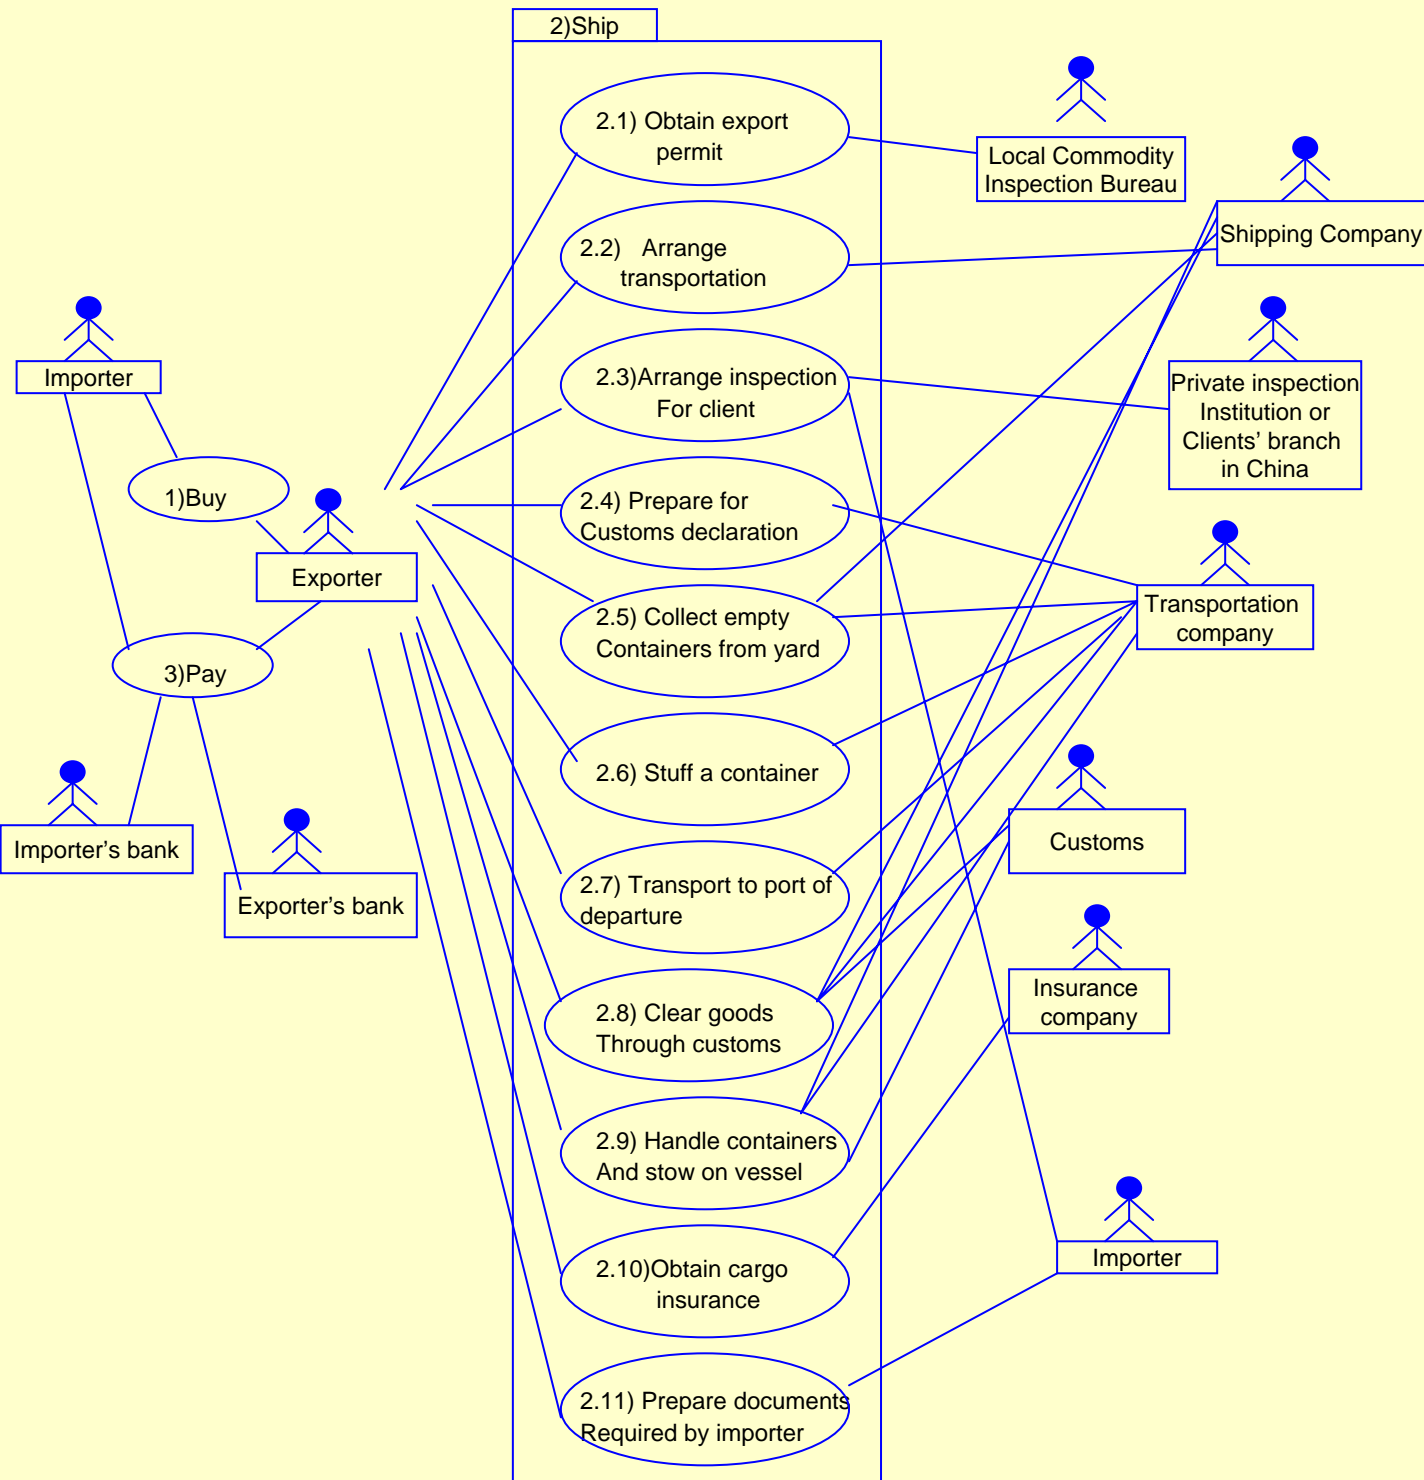 2)Ship
2.1) Obtain export
permit
Local Commodity
Inspection Bureau
Shipping Company
2.2) Arrange
transportation
Importer
2.3)Arrange inspection
For client
Private inspection
Institution or
Clients’ branch
in China
1)Buy
2.4) Prepare for
Customs declaration
Exporter
2.5) Collect empty
Containers from yard
Transportation
company
3)Pay
2.6) Stuff a container
Importer’s bank
Customs
Exporter’s bank
2.7) Transport to port of
departure
2.8) Clear goods
Through customs
Insurance
company
2.9) Handle containers
And stow on vessel
2.10)Obtain cargo
insurance
Importer
2.11) Prepare documents
Required by importer